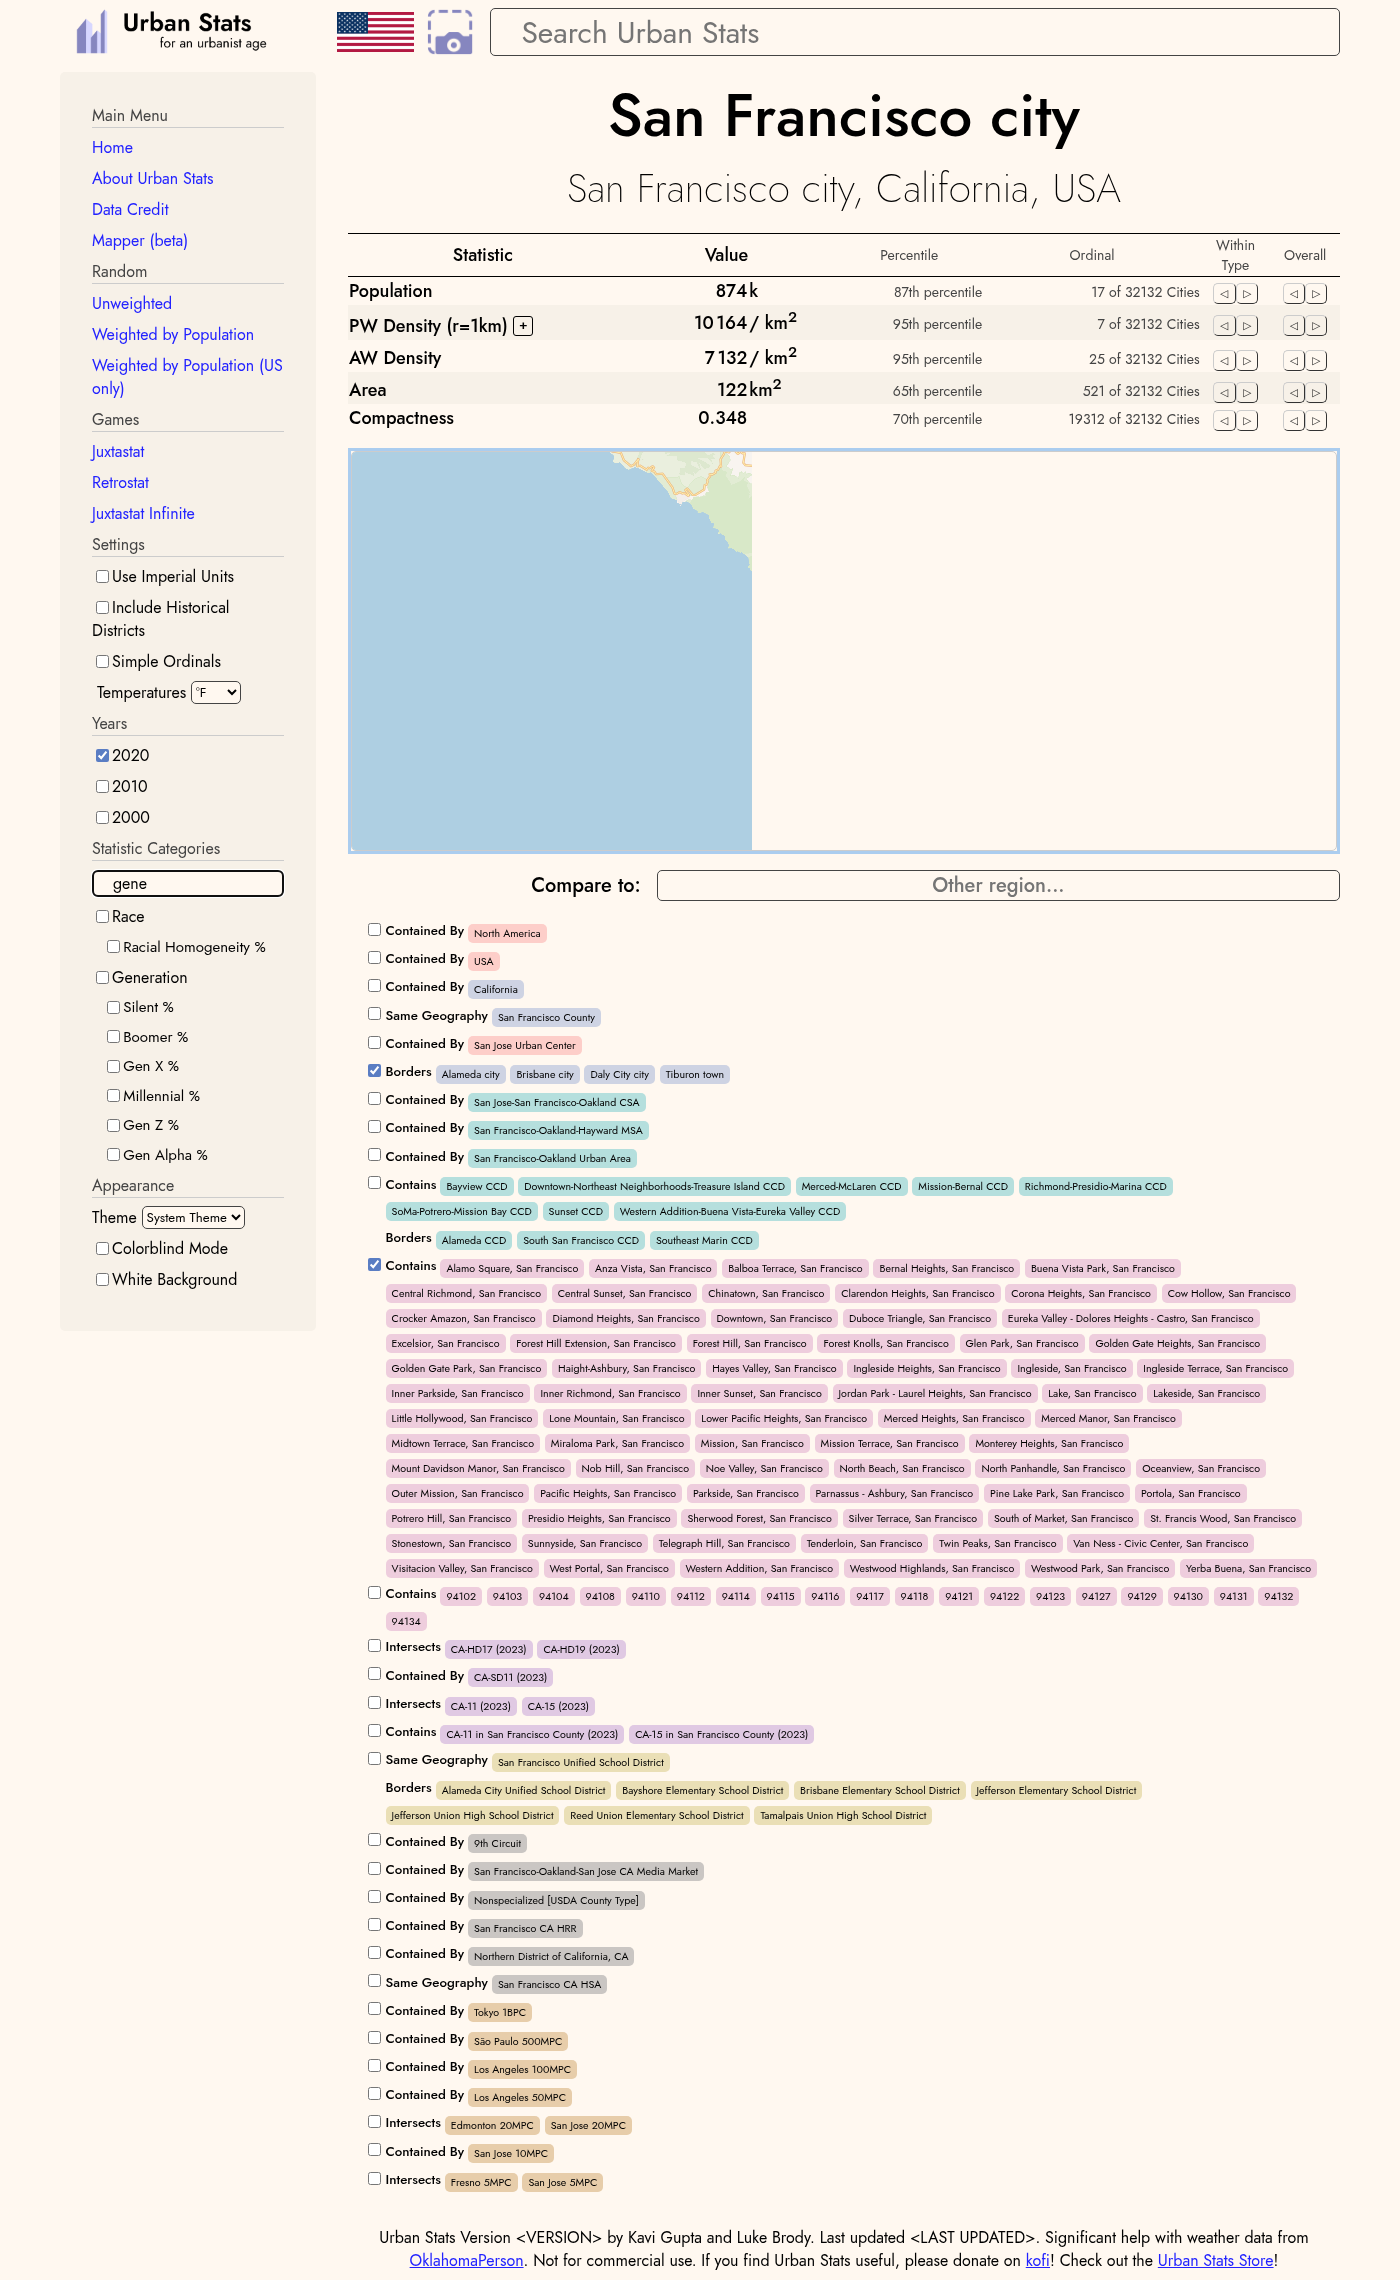 Urban Stats
for an urbanist age
Search Urban Stats
Main Menu
Home
About Urban Stats
Data Credit
Mapper (beta)
Random
Unweighted
Weighted by Population
Weighted by Population (US
only)
Games
Juxtastat
Retrostat
Juxtastat Infinite
Settings
Use Imperial Units
Include Historical
Districts
Simple Ordinals
Temperatures °F
Years
2020
2010
2000
Statistic Categories
gene
Race
Racial Homogeneity %
Generation
Silent %
Boomer %
Gen X %
Millennial %
Gen Z %
Gen Alpha %
Appearance
Theme System Theme
Colorblind Mode
White Background
San Francisco city
San Francisco city, California, USA
Statistic Value Percentile Ordinal Within Type Overall
Population 874k 87th percentile 17 of 32132 Cities ◁ ▷ ◁ ▷
PW Density (r=1km) + 10 164 / km² 95th percentile 7 of 32132 Cities ◁ ▷ ◁ ▷
AW Density 7 132 / km² 95th percentile 25 of 32132 Cities ◁ ▷ ◁ ▷
Area 122 km² 65th percentile 521 of 32132 Cities ◁ ▷ ◁ ▷
Compactness 0.348 70th percentile 19312 of 32132 Cities ◁ ▷ ◁ ▷
Compare to: Other region...
Contained By North America
Contained By USA
Contained By California
Same Geography San Francisco County
Contained By San Jose Urban Center
Borders Alameda city Brisbane city Daly City city Tiburon town
Contained By San Jose-San Francisco-Oakland CSA
Contained By San Francisco-Oakland-Hayward MSA
Contained By San Francisco-Oakland Urban Area
Contains Bayview CCD Downtown-Northeast Neighborhoods-Treasure Island CCD Merced-McLaren CCD Mission-Bernal CCD Richmond-Presidio-Marina CCD
SoMa-Potrero-Mission Bay CCD Sunset CCD Western Addition-Buena Vista-Eureka Valley CCD
Borders Alameda CCD South San Francisco CCD Southeast Marin CCD
Contains Alamo Square, San Francisco Anza Vista, San Francisco Balboa Terrace, San Francisco Bernal Heights, San Francisco Buena Vista Park, San Francisco
Central Richmond, San Francisco Central Sunset, San Francisco Chinatown, San Francisco Clarendon Heights, San Francisco Corona Heights, San Francisco Cow Hollow, San Francisco
Crocker Amazon, San Francisco Diamond Heights, San Francisco Downtown, San Francisco Duboce Triangle, San Francisco Eureka Valley - Dolores Heights - Castro, San Francisco
Excelsior, San Francisco Forest Hill Extension, San Francisco Forest Hill, San Francisco Forest Knolls, San Francisco Glen Park, San Francisco Golden Gate Heights, San Francisco
Golden Gate Park, San Francisco Haight-Ashbury, San Francisco Hayes Valley, San Francisco Ingleside Heights, San Francisco Ingleside, San Francisco Ingleside Terrace, San Francisco
Inner Parkside, San Francisco Inner Richmond, San Francisco Inner Sunset, San Francisco Jordan Park - Laurel Heights, San Francisco Lake, San Francisco Lakeside, San Francisco
Little Hollywood, San Francisco Lone Mountain, San Francisco Lower Pacific Heights, San Francisco Merced Heights, San Francisco Merced Manor, San Francisco
Midtown Terrace, San Francisco Miraloma Park, San Francisco Mission, San Francisco Mission Terrace, San Francisco Monterey Heights, San Francisco
Mount Davidson Manor, San Francisco Nob Hill, San Francisco Noe Valley, San Francisco North Beach, San Francisco North Panhandle, San Francisco Oceanview, San Francisco
Outer Mission, San Francisco Pacific Heights, San Francisco Parkside, San Francisco Parnassus - Ashbury, San Francisco Pine Lake Park, San Francisco Portola, San Francisco
Potrero Hill, San Francisco Presidio Heights, San Francisco Sherwood Forest, San Francisco Silver Terrace, San Francisco South of Market, San Francisco St. Francis Wood, San Francisco
Stonestown, San Francisco Sunnyside, San Francisco Telegraph Hill, San Francisco Tenderloin, San Francisco Twin Peaks, San Francisco Van Ness - Civic Center, San Francisco
Visitacion Valley, San Francisco West Portal, San Francisco Western Addition, San Francisco Westwood Highlands, San Francisco Westwood Park, San Francisco Yerba Buena, San Francisco
Contains 94102 94103 94104 94108 94110 94112 94114 94115 94116 94117 94118 94121 94122 94123 94127 94129 94130 94131 94132
94134
Intersects CA-HD17 (2023) CA-HD19 (2023)
Contained By CA-SD11 (2023)
Intersects CA-11 (2023) CA-15 (2023)
Contains CA-11 in San Francisco County (2023) CA-15 in San Francisco County (2023)
Same Geography San Francisco Unified School District
Borders Alameda City Unified School District Bayshore Elementary School District Brisbane Elementary School District Jefferson Elementary School District
Jefferson Union High School District Reed Union Elementary School District Tamalpais Union High School District
Contained By 9th Circuit
Contained By San Francisco-Oakland-San Jose CA Media Market
Contained By Nonspecialized [USDA County Type]
Contained By San Francisco CA HRR
Contained By Northern District of California, CA
Same Geography San Francisco CA HSA
Contained By Tokyo 1BPC
Contained By São Paulo 500MPC
Contained By Los Angeles 100MPC
Contained By Los Angeles 50MPC
Intersects Edmonton 20MPC San Jose 20MPC
Contained By San Jose 10MPC
Intersects Fresno 5MPC San Jose 5MPC
Urban Stats Version <VERSION> by Kavi Gupta and Luke Brody. Last updated <LAST UPDATED>. Significant help with weather data from
OklahomaPerson. Not for commercial use. If you find Urban Stats useful, please donate on kofi! Check out the Urban Stats Store!